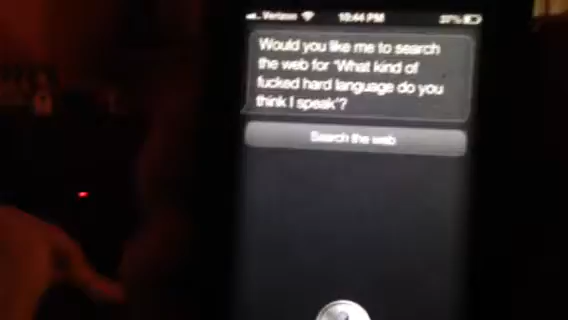 Verizon 10:44 PM 37%
Would you like me to search
the web for 'What kind of
fucked hard language do you
think I speak'?
Search the web